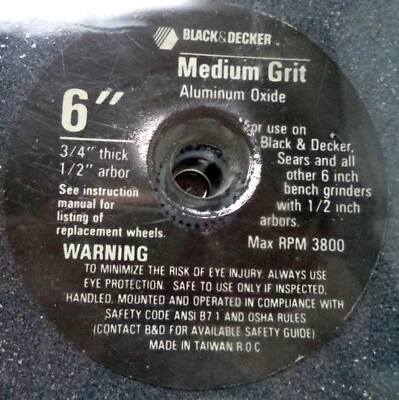 BLACK&DECKER
Medium Grit
Aluminum Oxide
6"
3/4" thick
1/2" arbor
See instruction
manual for
listing of
replacement wheels.
For use on
Black & Decker,
Sears and all
other 6 inch
bench grinders
with 1/2 inch
arbors.
Max RPM 3800
WARNING
TO MINIMIZE THE RISK OF EYE INJURY, ALWAYS USE
EYE PROTECTION. SAFE TO USE ONLY IF INSPECTED,
HANDLED, MOUNTED AND OPERATED IN COMPLIANCE WITH
SAFETY CODE ANSI B7 1 AND OSHA RULES
(CONTACT B&D FOR AVAILABLE SAFETY GUIDE)
MADE IN TAIWAN R O C